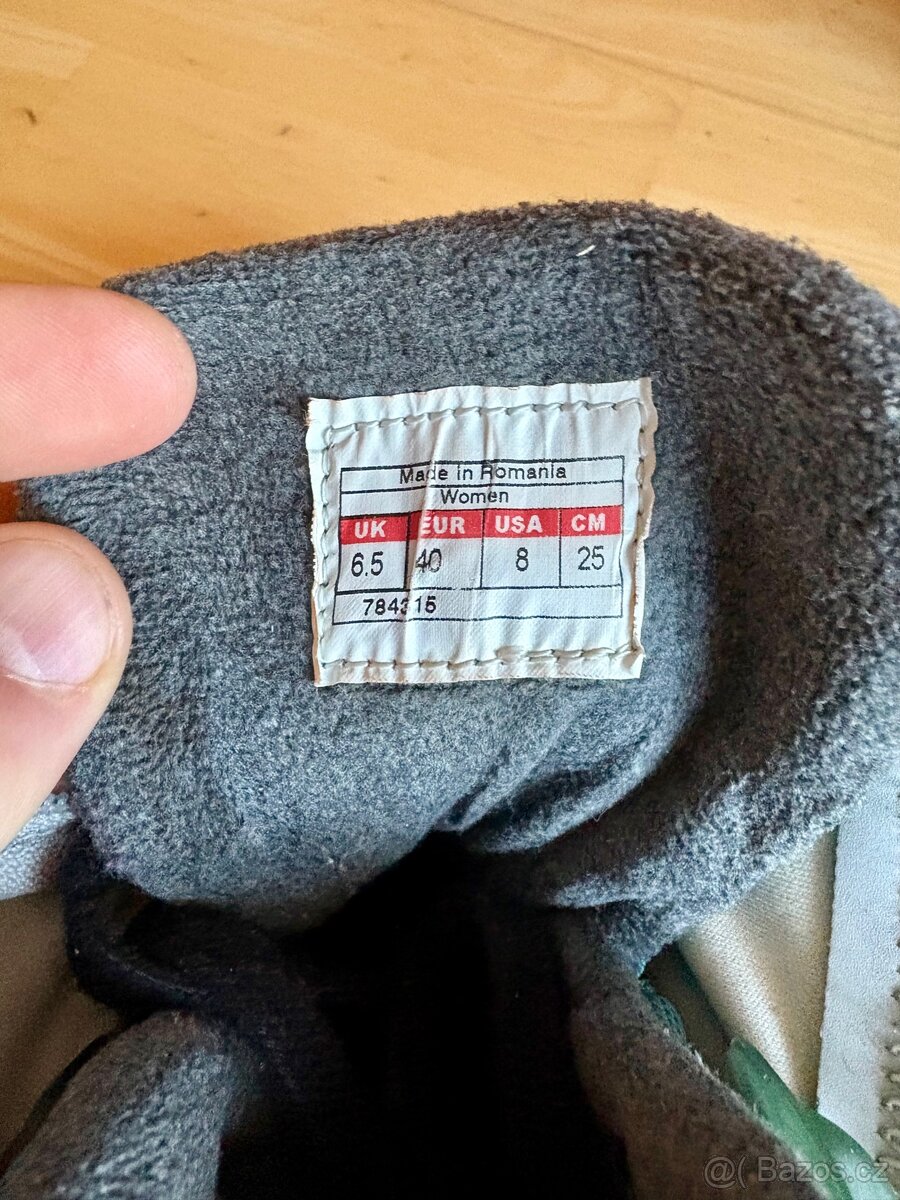 Made in Romania
Women
UK EUR USA CM
6.5 40 8 25
784315
@( Bazos.cz